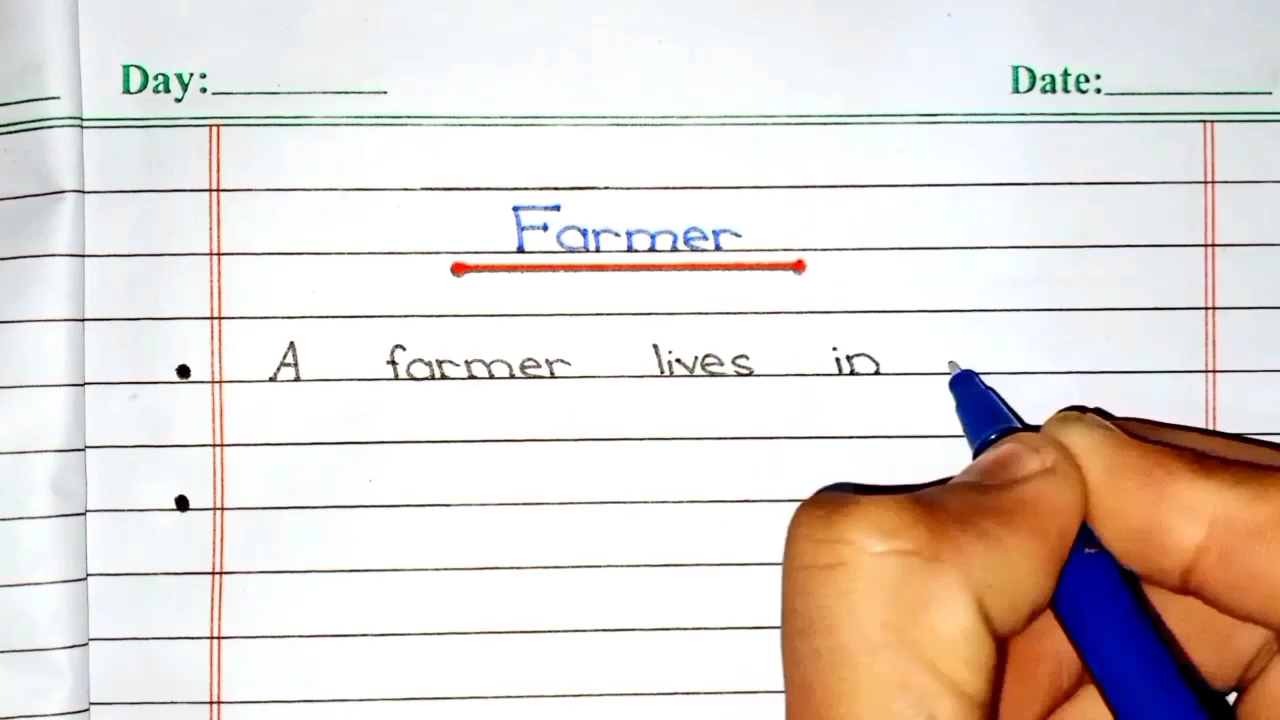 Day: Date:
Farmer
• A farmer lives in
•